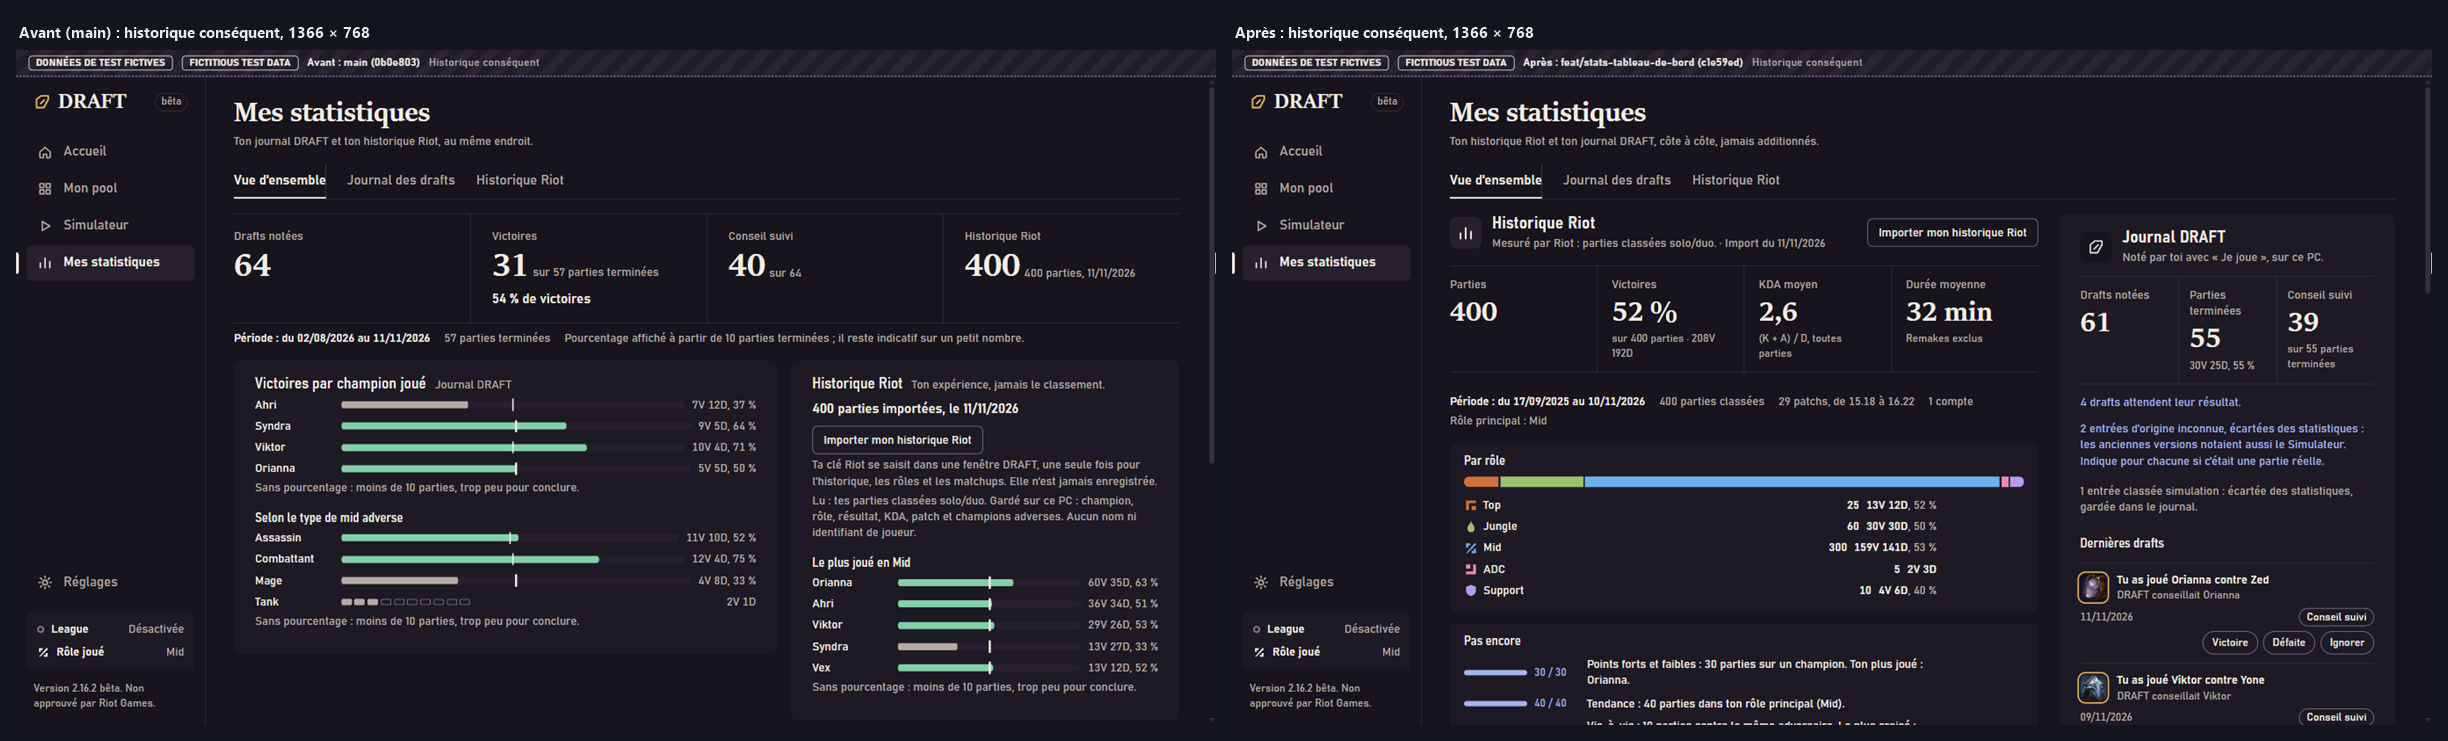 Avant (main) : historique conséquent, 1366 × 768
DONNÉES DE TEST FICTIVES
FICTITIOUS TEST DATA
Avant : main (0b0e803)
Historique conséquent
DRAFT
bêta
Accueil
Mon pool
Simulateur
Mes statistiques
Réglages
League Désactivée
Rôle joué Mid
Version 2.16.2 bêta. Non
approuvé par Riot Games.
Mes statistiques
Ton journal DRAFT et ton historique Riot, au même endroit.
Vue d'ensemble Journal des drafts Historique Riot
Drafts notées
64
Victoires
31 sur 57 parties terminées
54 % de victoires
Conseil suivi
40 sur 64
Historique Riot
400 400 parties, 11/11/2026
Période : du 02/08/2026 au 11/11/2026 57 parties terminées Pourcentage affiché à partir de 10 parties terminées ; il reste indicatif sur un petit nombre.
Victoires par champion joué Journal DRAFT
Ahri 7V 12D, 37 %
Syndra 9V 5D, 64 %
Viktor 10V 4D, 71 %
Orianna 5V 5D, 50 %
Sans pourcentage : moins de 10 parties, trop peu pour conclure.
Selon le type de mid adverse
Assassin 11V 10D, 52 %
Combattant 12V 4D, 75 %
Mage 4V 8D, 33 %
Tank 2V 1D
Sans pourcentage : moins de 10 parties, trop peu pour conclure.
Historique Riot Ton expérience, jamais le classement.
400 parties importées, le 11/11/2026
Importer mon historique Riot
Ta clé Riot se saisit dans une fenêtre DRAFT, une seule fois pour
l'historique, les rôles et les matchups. Elle n'est jamais enregistrée.
Lu : tes parties classées solo/duo. Gardé sur ce PC : champion,
rôle, résultat, KDA, patch et champions adverses. Aucun nom ni
identifiant de joueur.
Le plus joué en Mid
Orianna 60V 35D, 63 %
Ahri 36V 34D, 51 %
Viktor 29V 26D, 53 %
Syndra 13V 27D, 33 %
Vex 13V 12D, 52 %
Sans pourcentage : moins de 10 parties, trop peu pour conclure.
Après : historique conséquent, 1366 × 768
DONNÉES DE TEST FICTIVES
FICTITIOUS TEST DATA
Après : feat/stats-tableau-de-bord (c1e59ed)
Historique conséquent
DRAFT
bêta
Accueil
Mon pool
Simulateur
Mes statistiques
Réglages
League Désactivée
Rôle joué Mid
Version 2.16.2 bêta. Non
approuvé par Riot Games.
Mes statistiques
Ton historique Riot et ton journal DRAFT, côte à côte, jamais additionnés.
Vue d'ensemble Journal des drafts Historique Riot
Historique Riot
Mesuré par Riot : parties classées solo/duo. · Import du 11/11/2026
Importer mon historique Riot
Parties
400
Victoires
52 %
sur 400 parties · 208V
192D
KDA moyen
2,6
(K + A) / D, toutes
parties
Durée moyenne
32 min
Remakes exclus
Période : du 17/09/2025 au 10/11/2026 400 parties classées 29 patchs, de 15.18 à 16.22 1 compte
Rôle principal : Mid
Par rôle
Top 25 13V 12D, 52 %
Jungle 60 30V 30D, 50 %
Mid 300 159V 141D, 53 %
ADC 5 2V 3D
Support 10 4V 6D, 40 %
Pas encore
30 / 30 Points forts et faibles : 30 parties sur un champion. Ton plus joué :
Orianna.
40 / 40 Tendance : 40 parties dans ton rôle principal (Mid).
Journal DRAFT
Noté par toi avec « Je joue », sur ce PC.
Drafts notées
61
Parties
terminées
55
30V 25D, 55 %
Conseil suivi
39
sur 55 parties
terminées
4 drafts attendent leur résultat.
2 entrées d'origine inconnue, écartées des statistiques :
les anciennes versions notaient aussi le Simulateur.
Indique pour chacune si c'était une partie réelle.
1 entrée classée simulation : écartée des statistiques,
gardée dans le journal.
Dernières drafts
Tu as joué Orianna contre Zed
DRAFT conseillait Orianna
11/11/2026 Conseil suivi
Victoire Défaite Ignorer
Tu as joué Viktor contre Yone
DRAFT conseillait Viktor
09/11/2026 Conseil suivi